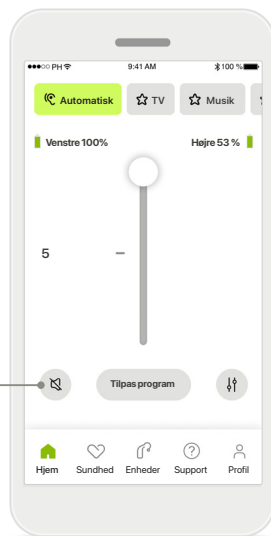 PH 9:41 AM 100 %
Automatisk TV Musik
Venstre 100% Højre 53 %
5
Tilpas program
Hjem Sundhed Enheder Support Profil